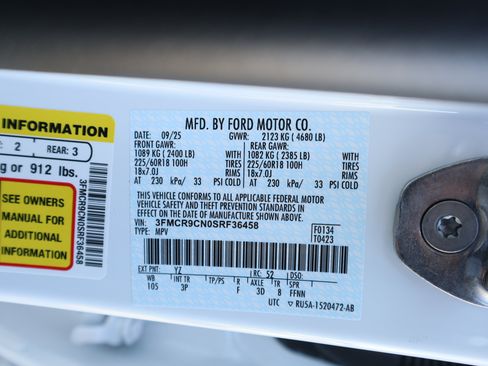 INFORMATION
2 REAR: 3
or 912 lbs.
SEE OWNERS
MANUAL FOR
ADDITIONAL
INFORMATION
3FMCR9CN0SRF36458
MFD. BY FORD MOTOR CO.
DATE: 09/25 GVWR: 2123 KG ( 4680 LB)
FRONT GAWR: REAR GAWR:
1089 KG ( 2400 LB) WITH 1082 KG ( 2385 LB) WITH
225/60R18 100H TIRES 225/60R18 100H TIRES
18x7.0J RIMS 18x7.0J RIMS
AT 230 kPa/ 33 PSI COLD AT 230 kPa/ 33 PSI COLD
THIS VEHICLE CONFORMS TO ALL APPLICABLE FEDERAL MOTOR
VEHICLE SAFETY AND THEFT PREVENTION STANDARDS IN
EFFECT ON THE DATE OF MANUFACTURE SHOWN ABOVE.
VIN: 3FMCR9CN0SRF36458 F0134
TYPE: MPV T0423
EXT PNT: YZ RC: 52 DSO:
WB BRK INT TR TP/PS R AXLE TR SPR
105 3P F 3D 8 FFNN
UTC RU5A-1520472-AB